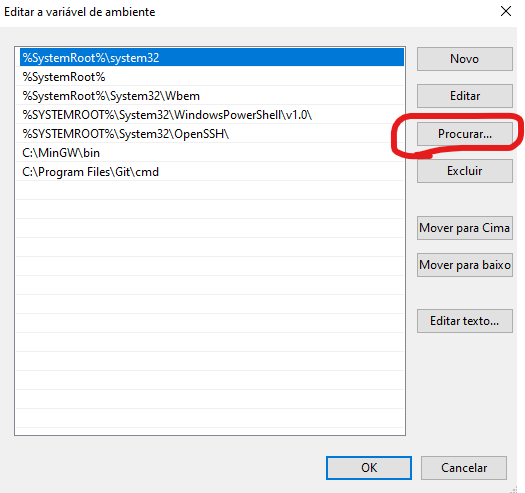 Editar a variável de ambiente
%SystemRoot%\system32
%SystemRoot%
%SystemRoot%\System32\Wbem
%SYSTEMROOT%\System32\WindowsPowerShell\v1.0\
%SYSTEMROOT%\System32\OpenSSH\
C:\MinGW\bin
C:\Program Files\Git\cmd
Novo
Editar
Procurar...
Excluir
Mover para Cima
Mover para baixo
Editar texto...
OK
Cancelar